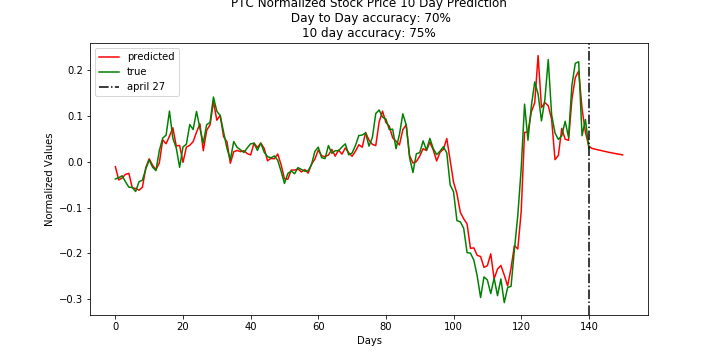 PTC Normalized Stock Price 10 Day Prediction
Day to Day accuracy: 70%
10 day accuracy: 75%
predicted
true
april 27
Normalized Values
0.2
0.1
0.0
−0.1
−0.2
−0.3
0 20 40 60 80 100 120 140
Days